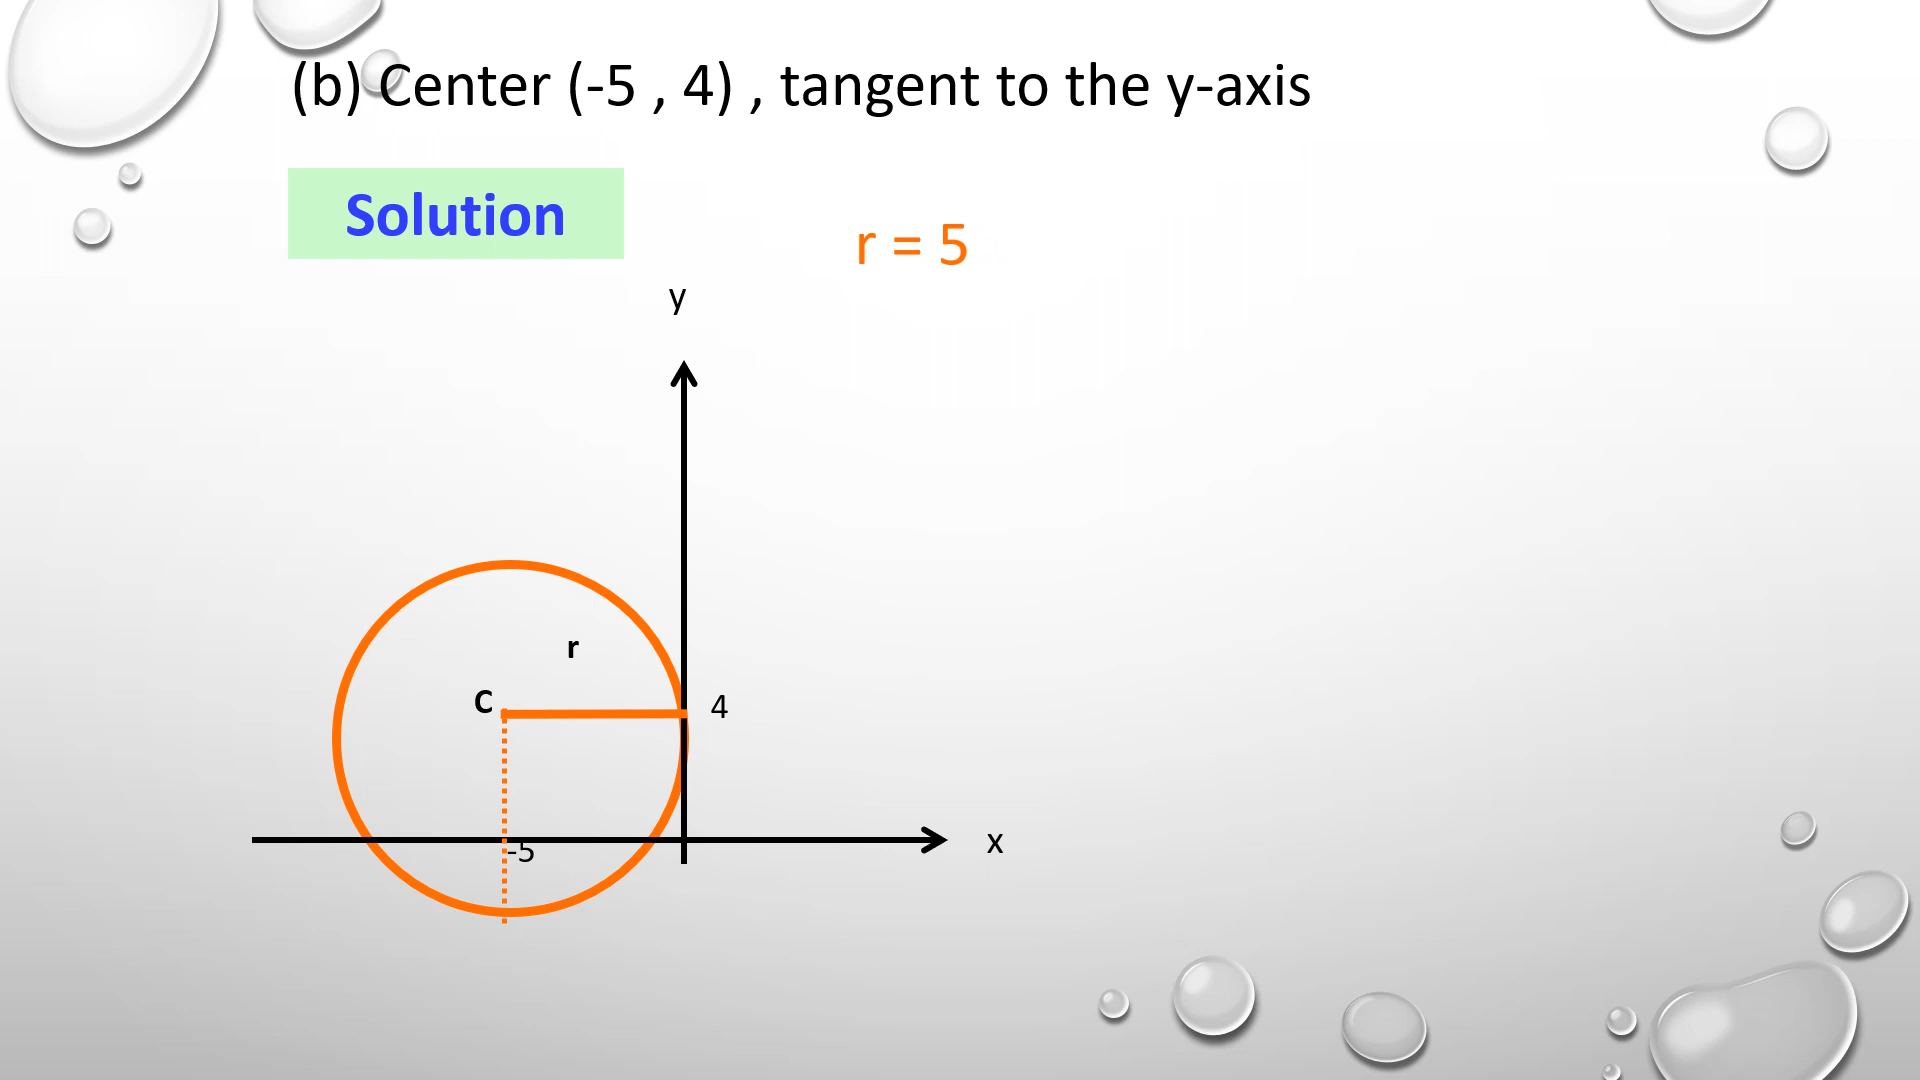 (b) Center (-5 , 4) , tangent to the y-axis
Solution
r = 5
y
r
C
4
-5
x